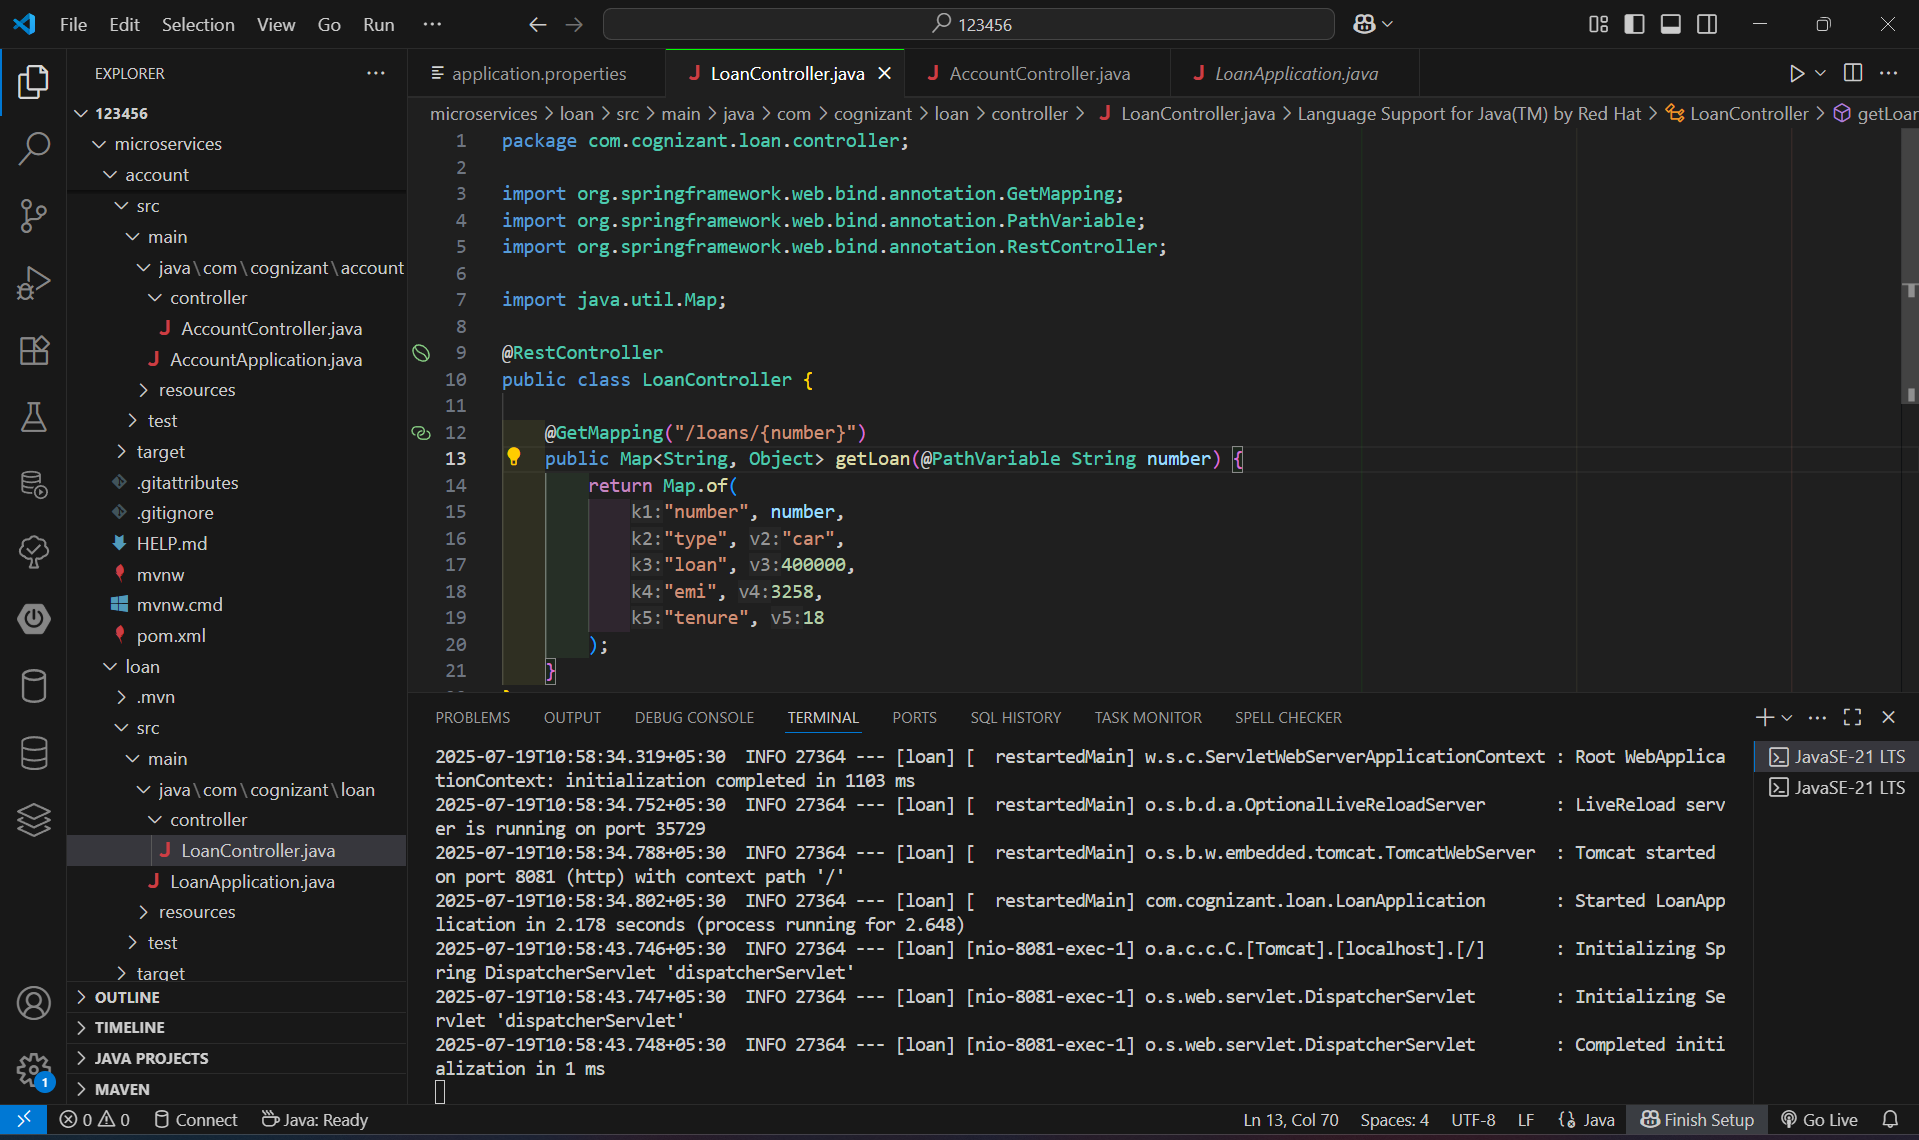 File Edit Selection View Go Run ··· 123456
EXPLORER ···
123456
microservices
account
src
main
java\com\cognizant\account
controller
AccountController.java
AccountApplication.java
resources
test
target
.gitattributes
.gitignore
HELP.md
mvnw
mvnw.cmd
pom.xml
loan
.mvn
src
main
java\com\cognizant\loan
controller
LoanController.java
LoanApplication.java
resources
test
target
OUTLINE
TIMELINE
JAVA PROJECTS
MAVEN
1
application.properties J LoanController.java J AccountController.java J LoanApplication.java
microservices > loan > src > main > java > com > cognizant > loan > controller > J LoanController.java > Language Support for Java(TM) by Red Hat > LoanController > getLoan
1 package com.cognizant.loan.controller;
2
3 import org.springframework.web.bind.annotation.GetMapping;
4 import org.springframework.web.bind.annotation.PathVariable;
5 import org.springframework.web.bind.annotation.RestController;
6
7 import java.util.Map;
8
9 @RestController
10 public class LoanController {
11
12 @GetMapping("/loans/{number}")
13 public Map<String, Object> getLoan(@PathVariable String number) {
14 return Map.of(
15 k1:"number", number,
16 k2:"type", v2:"car",
17 k3:"loan", v3:400000,
18 k4:"emi", v4:3258,
19 k5:"tenure", v5:18
20 );
21 }
PROBLEMS OUTPUT DEBUG CONSOLE TERMINAL PORTS SQL HISTORY TASK MONITOR SPELL CHECKER
2025-07-19T10:58:34.319+05:30 INFO 27364 --- [loan] [ restartedMain] w.s.c.ServletWebServerApplicationContext : Root WebApplica
tionContext: initialization completed in 1103 ms
2025-07-19T10:58:34.752+05:30 INFO 27364 --- [loan] [ restartedMain] o.s.b.d.a.OptionalLiveReloadServer : LiveReload serv
er is running on port 35729
2025-07-19T10:58:34.788+05:30 INFO 27364 --- [loan] [ restartedMain] o.s.b.w.embedded.tomcat.TomcatWebServer : Tomcat started
on port 8081 (http) with context path '/'
2025-07-19T10:58:34.802+05:30 INFO 27364 --- [loan] [ restartedMain] com.cognizant.loan.LoanApplication : Started LoanApp
lication in 2.178 seconds (process running for 2.648)
2025-07-19T10:58:43.746+05:30 INFO 27364 --- [loan] [nio-8081-exec-1] o.a.c.c.C.[Tomcat].[localhost].[/] : Initializing Sp
ring DispatcherServlet 'dispatcherServlet'
2025-07-19T10:58:43.747+05:30 INFO 27364 --- [loan] [nio-8081-exec-1] o.s.web.servlet.DispatcherServlet : Initializing Se
rvlet 'dispatcherServlet'
2025-07-19T10:58:43.748+05:30 INFO 27364 --- [loan] [nio-8081-exec-1] o.s.web.servlet.DispatcherServlet : Completed initi
alization in 1 ms
JavaSE-21 LTS
JavaSE-21 LTS
0 0 Connect Java: Ready Ln 13, Col 70 Spaces: 4 UTF-8 LF Java Finish Setup Go Live